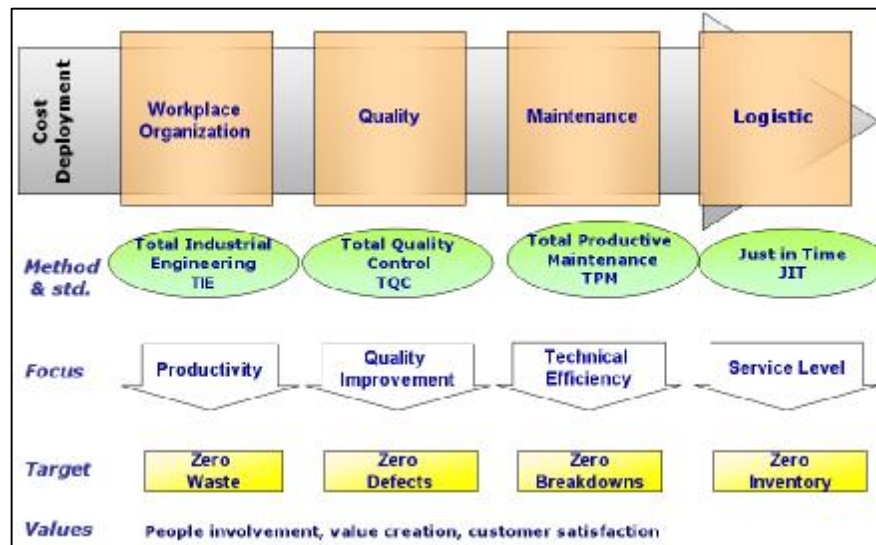 Cost
Deployment
Workplace
Organization
Quality
Maintenance
Logistic
Method
& std.
Total Industrial
Engineering
TIE
Total Quality
Control
TQC
Total Productive
Maintenance
TPM
Just in Time
JIT
Focus
Productivity
Quality
Improvement
Technical
Efficiency
Service Level
Target
Zero
Waste
Zero
Defects
Zero
Breakdowns
Zero
Inventory
Values
People involvement, value creation, customer satisfaction